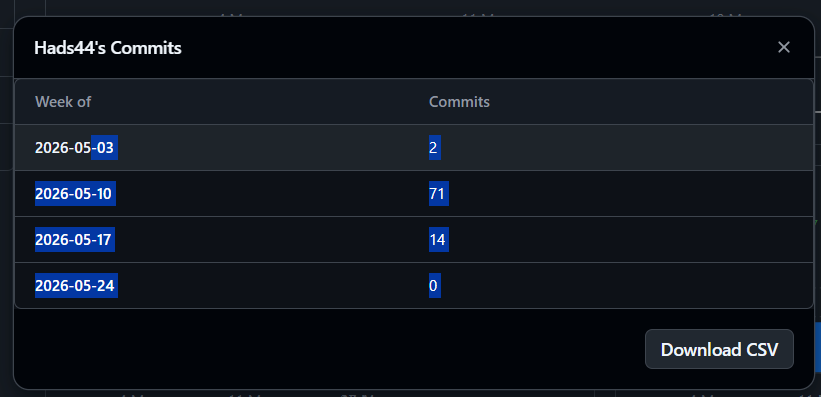 Hads44's Commits
Week of Commits
2026-05-03 2
2026-05-10 71
2026-05-17 14
2026-05-24 0
Download CSV